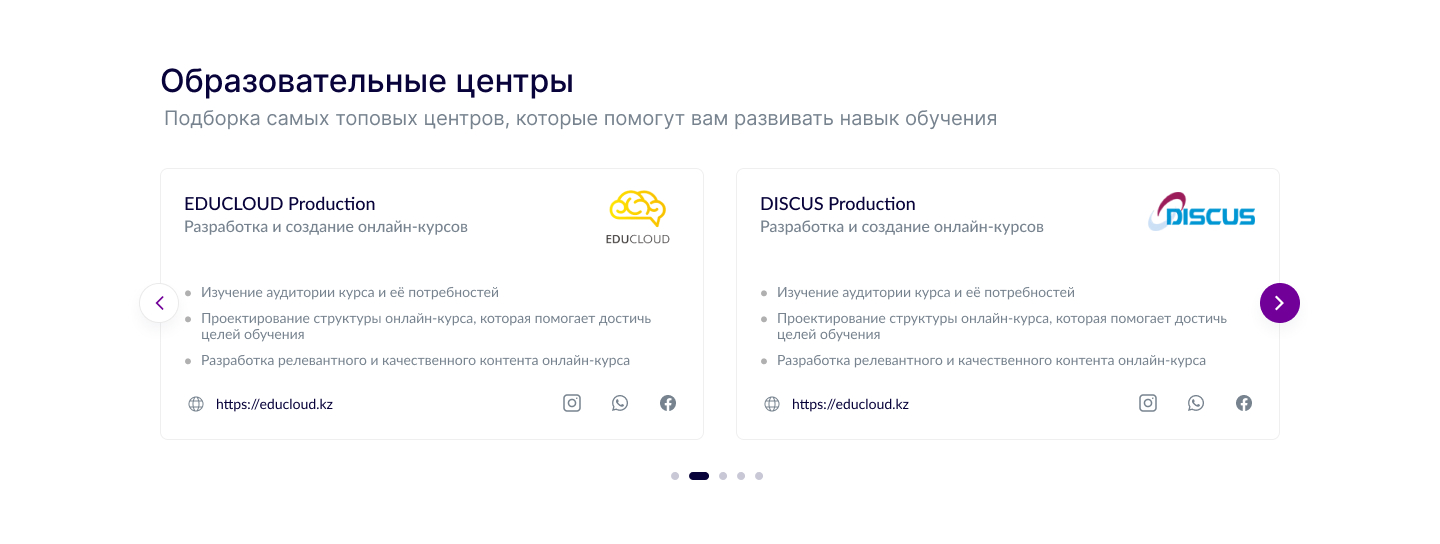 Образовательные центры
Подборка самых топовых центров, которые помогут вам развивать навык обучения
EDUCLOUD Production
Разработка и создание онлайн-курсов
EDUCLOUD
Изучение аудитории курса и её потребностей
Проектирование структуры онлайн-курса, которая помогает достичь
целей обучения
Разработка релевантного и качественного контента онлайн-курса
https://educloud.kz
DISCUS Production
Разработка и создание онлайн-курсов
DISCUS
Изучение аудитории курса и её потребностей
Проектирование структуры онлайн-курса, которая помогает достичь
целей обучения
Разработка релевантного и качественного контента онлайн-курса
https://educloud.kz